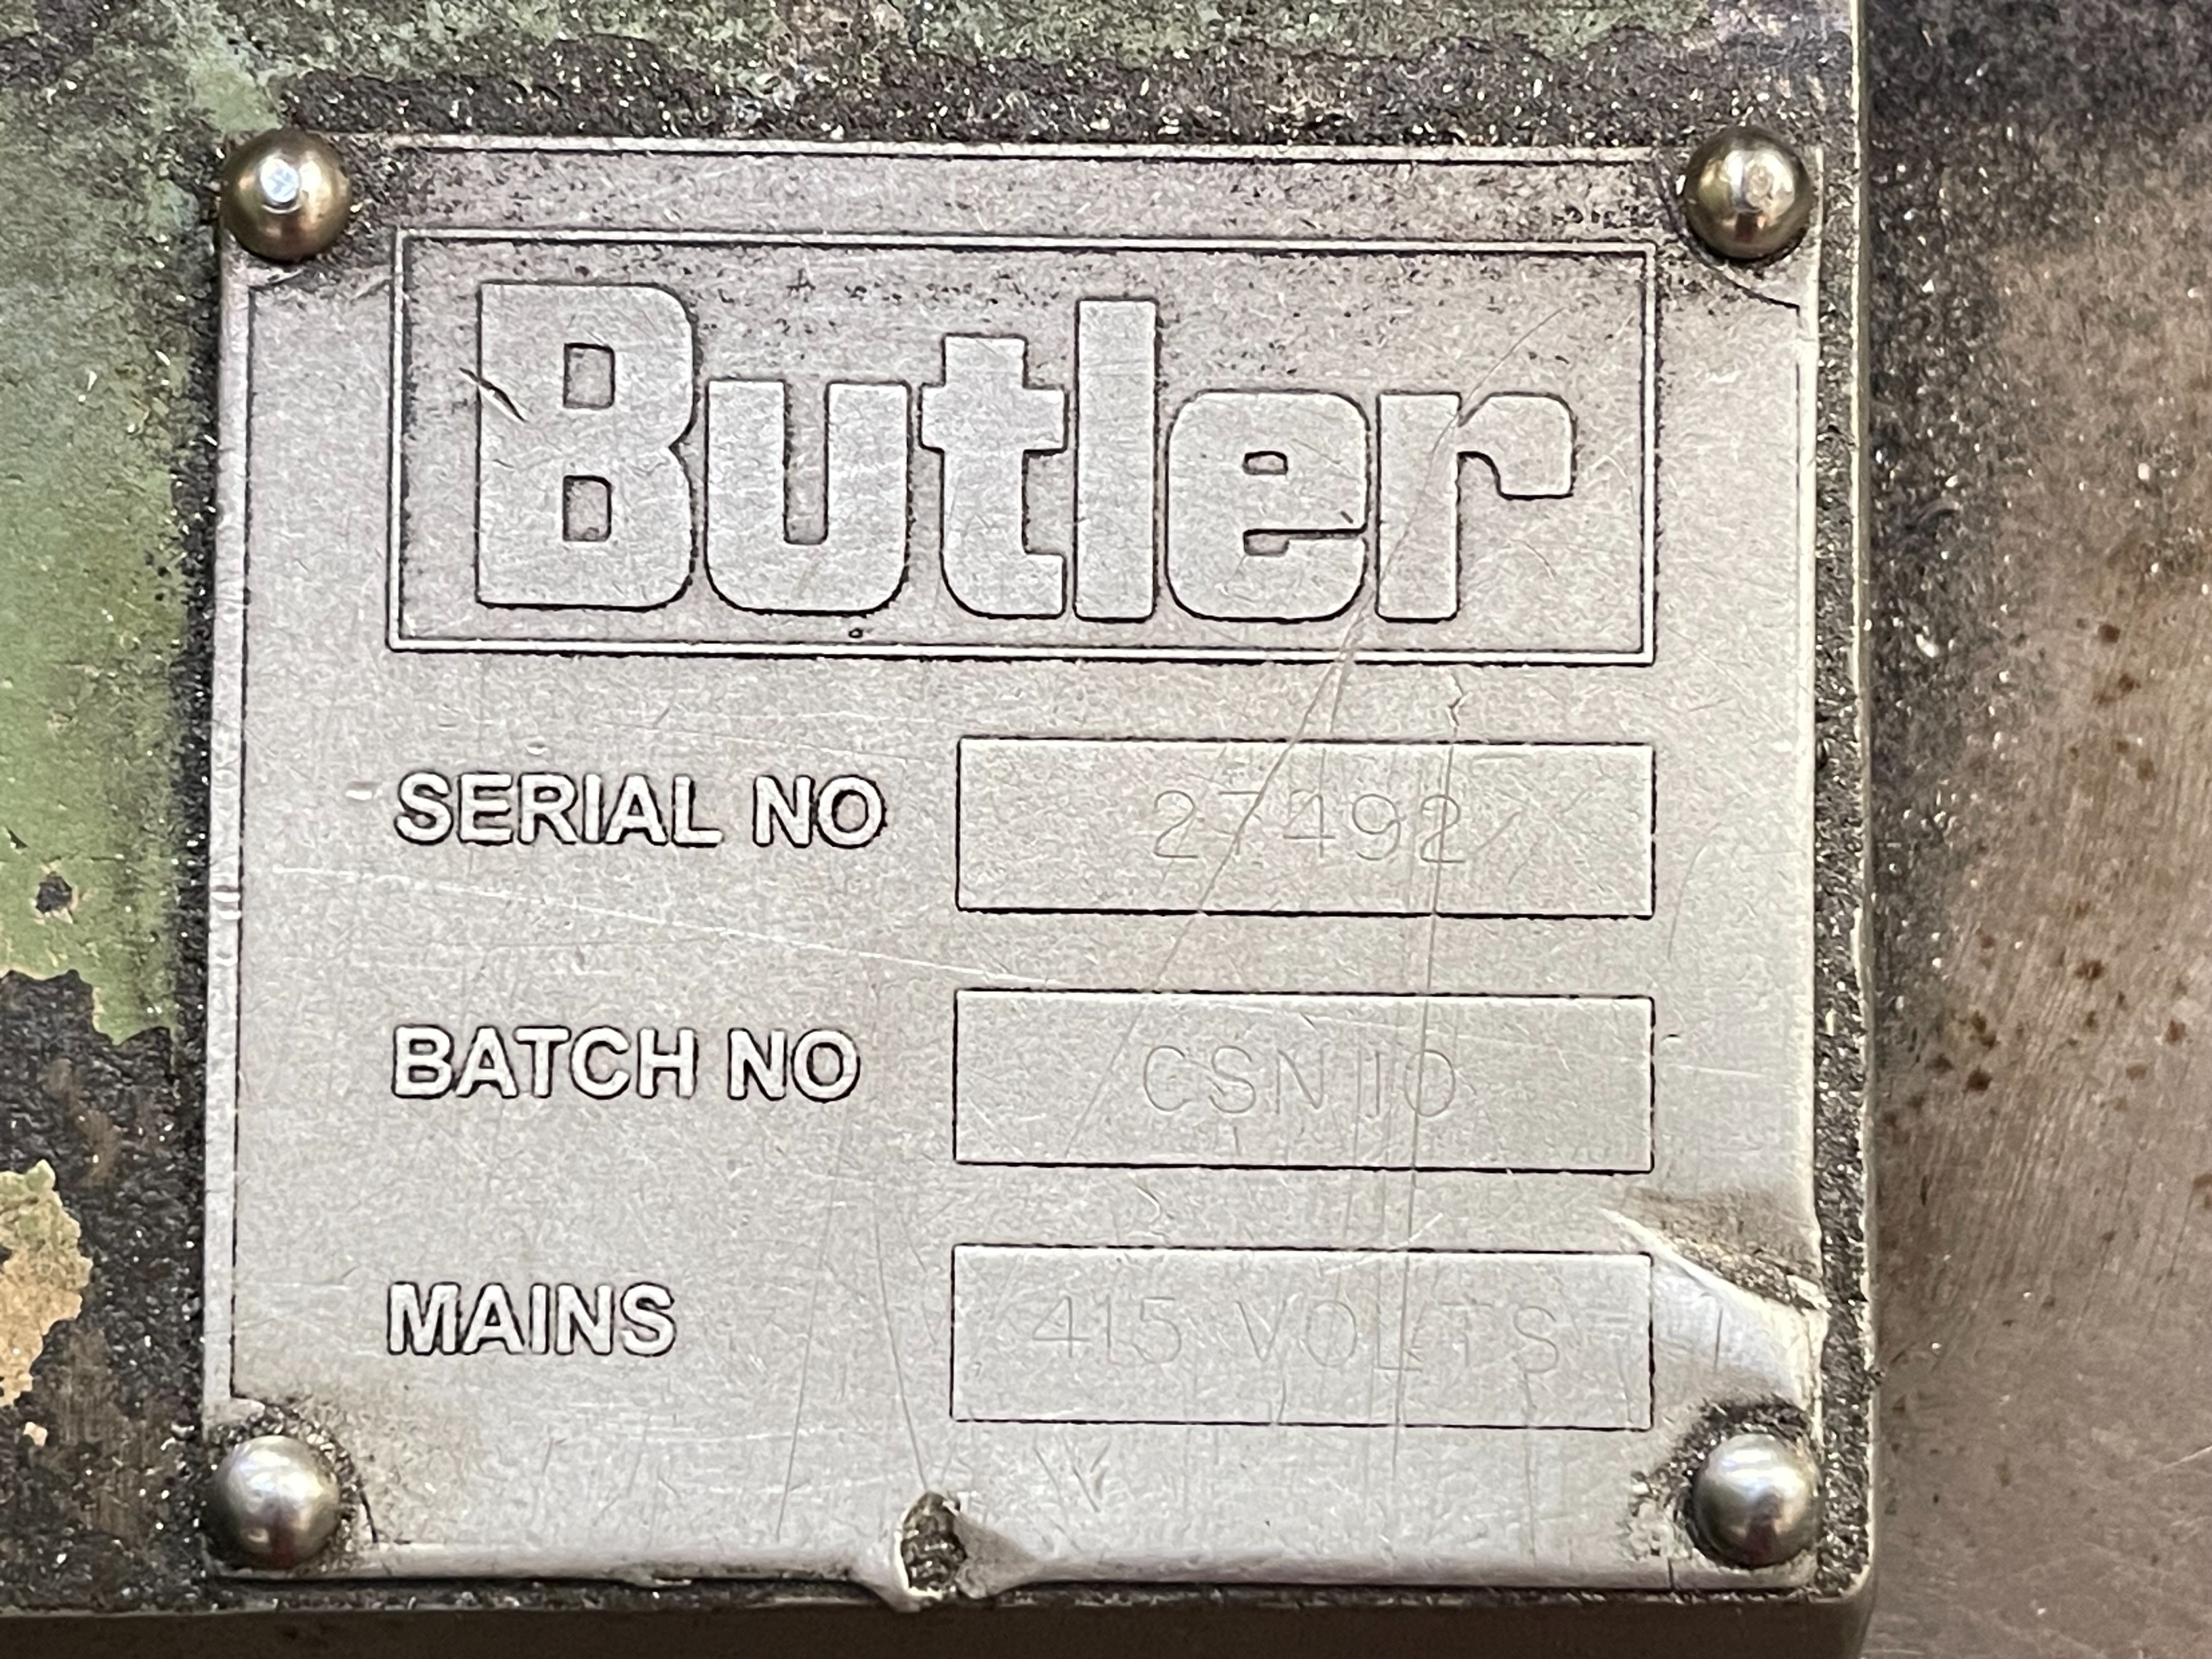 Butler
SERIAL NO 27492
BATCH NO CSN110
MAINS 415 VOLTS